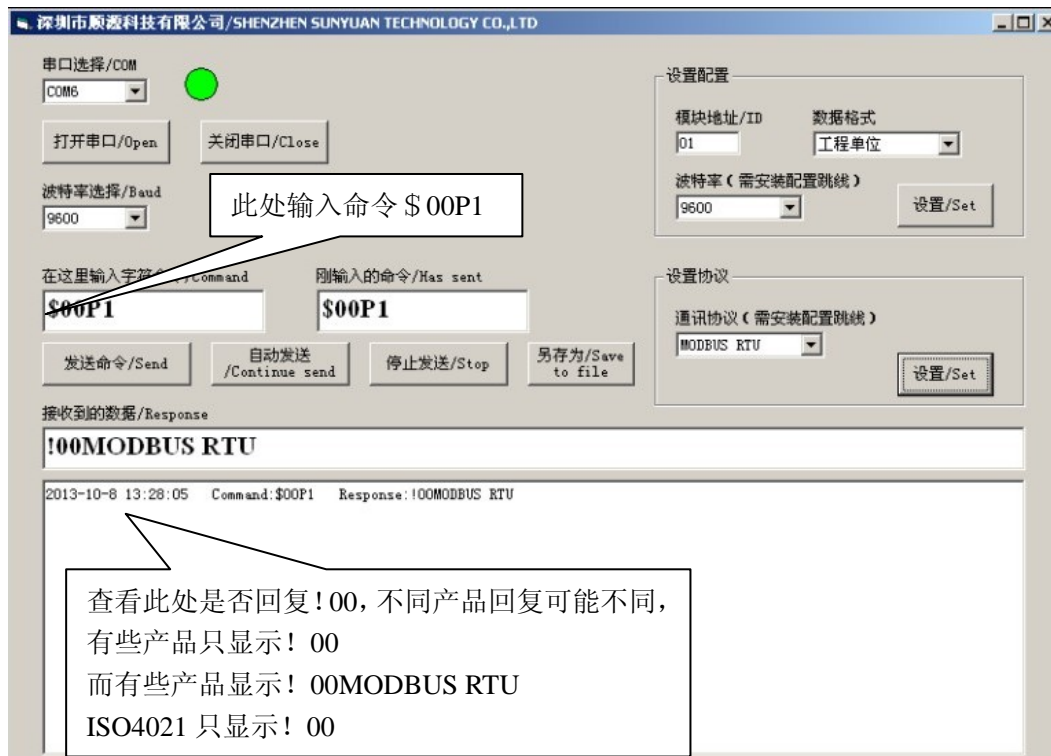 深圳市顺源科技有限公司/SHENZHEN SUNYUAN TECHNOLOGY CO.,LTD
串口选择/COM
COM6
打开串口/Open
关闭串口/Close
波特率选择/Baud
9600
此处输入命令＄00P1
设置配置
模块地址/ID
数据格式
01
工程单位
波特率(需安装配置跳线)
9600
设置/Set
在这里输入字符命令/Command
刚输入的命令/Has sent
$00P1
$00P1
发送命令/Send
自动发送
/Continue send
停止发送/Stop
另存为/Save
to file
设置协议
通讯协议(需安装配置跳线)
MODBUS RTU
设置/Set
接收到的数据/Response
!00MODBUS RTU
2013-10-8 13:28:05 Command:$00P1 Response:!00MODBUS RTU
查看此处是否回复！00，不同产品回复可能不同，
有些产品只显示！00
而有些产品显示！00MODBUS RTU
ISO4021 只显示！00